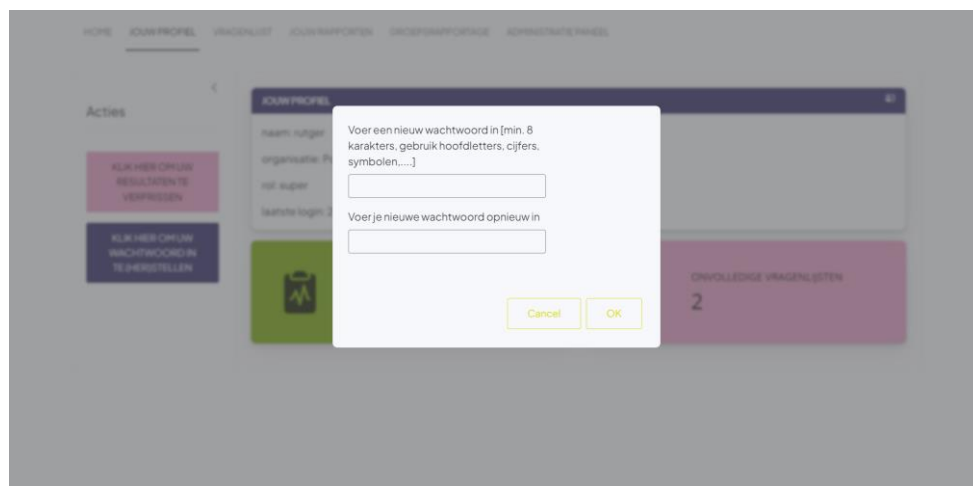 HOME JOUW PROFIEL VRAGENLIJST JOUW RAPPORTEN GROEPSRAPPORTAGE ADMINISTRATIE PANEEL
Acties
KLIK HIER OM UW
RESULTATEN TE
VERFRISSEN
KLIK HIER OM UW
WACHTWOORD IN
TE (HER)STELLEN
JOUW PROFIEL
naam: rutger
organisatie:
rol: super
laatste login: 2
Voer een nieuw wachtwoord in [min. 8
karakters, gebruik hoofdletters, cijfers,
symbolen,....]
Voer je nieuwe wachtwoord opnieuw in
Cancel OK
ONVOLLEDIGE VRAGENLIJSTEN
2